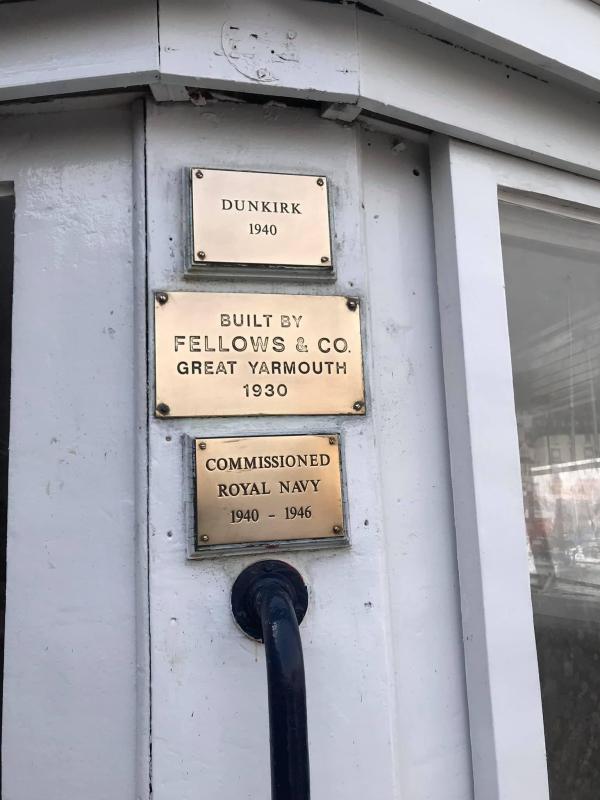 DUNKIRK
1940
BUILT BY
FELLOWS & CO.
GREAT YARMOUTH
1930
COMMISSIONED
ROYAL NAVY
1940 - 1946